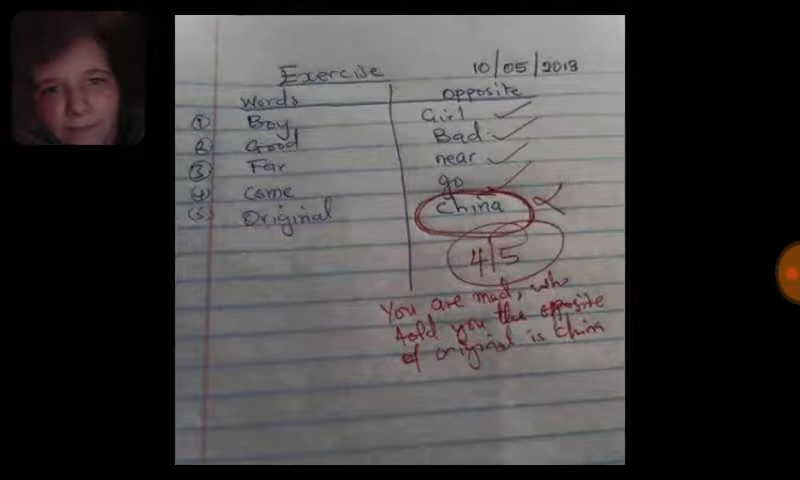 Exercise 10/05/2013
Words opposite
① Boy Girl
② Good Bad
③ Far near
(4) Come go
(5) Original China
4/5
You are mad, who
told you the opposite
of original is China